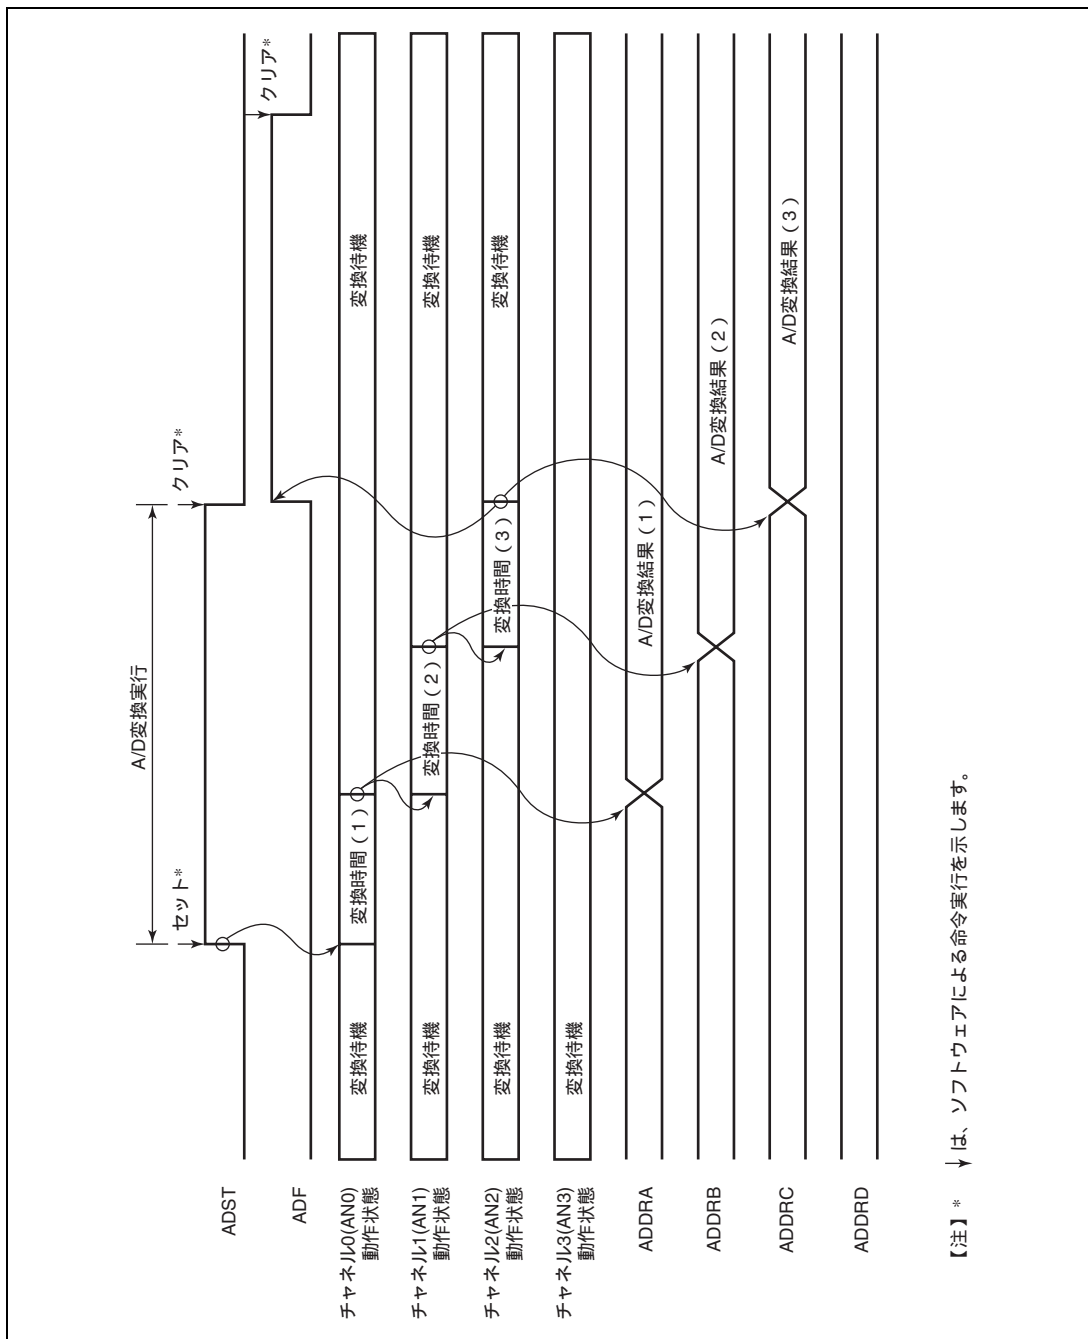 A/D変換実行
セット*
クリア*
クリア*
ADST
ADF
チャネル0(AN0)
動作状態
変換待機
変換時間(1)
変換待機
チャネル1(AN1)
動作状態
変換待機
変換時間(2)
変換待機
チャネル2(AN2)
動作状態
変換待機
変換時間(3)
変換待機
チャネル3(AN3)
動作状態
変換待機
ADDRA
A/D変換結果(1)
ADDRB
A/D変換結果(2)
ADDRC
A/D変換結果(3)
ADDRD
【注】* ↓は、ソフトウェアによる命令実行を示します。